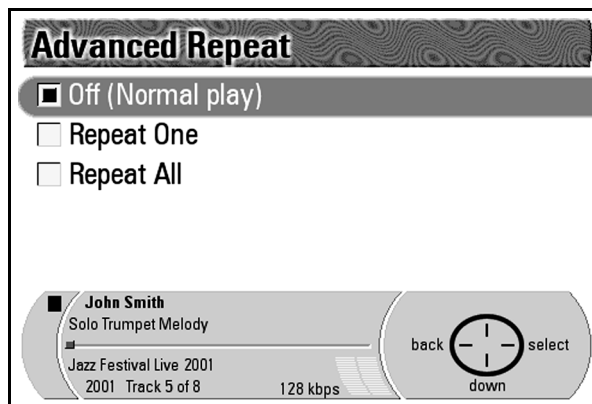 Advanced Repeat
Off (Normal play)
Repeat One
Repeat All
John Smith
Solo Trumpet Melody
Jazz Festival Live 2001
2001 Track 5 of 8 128 kbps
back select
down